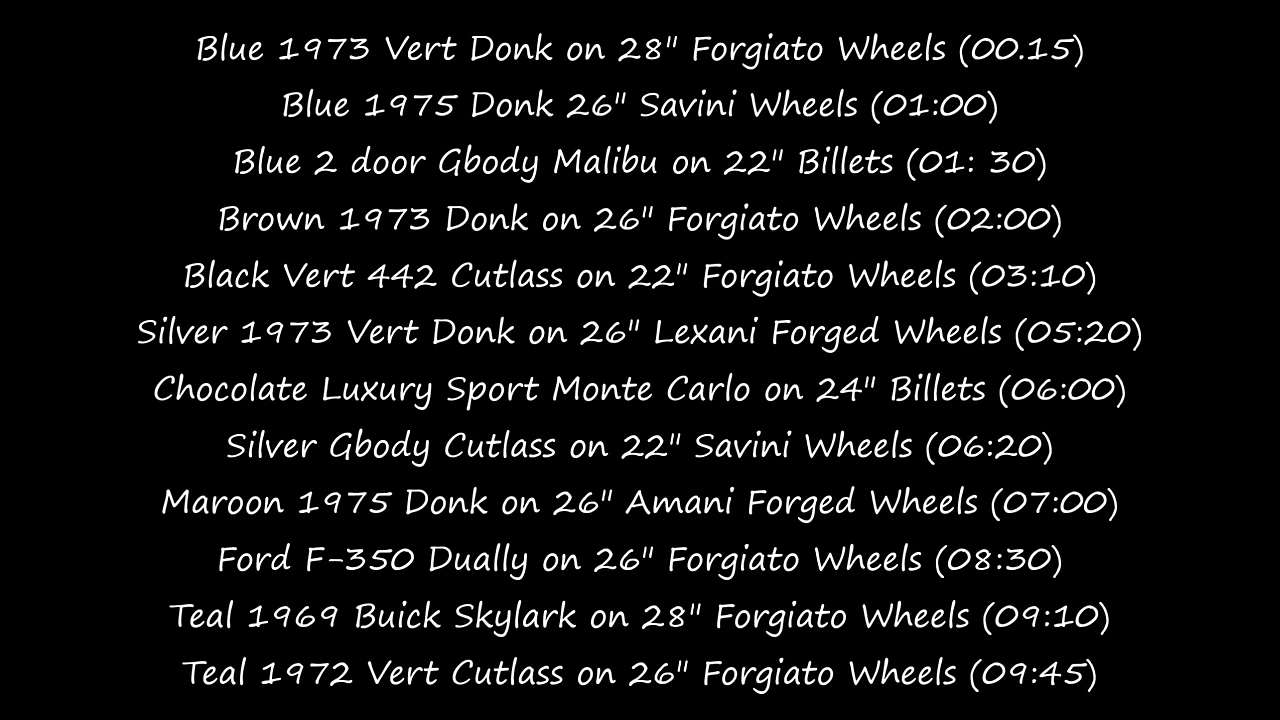 Blue 1973 Vert Donk on 28" Forgiato Wheels (00.15)
Blue 1975 Donk 26" Savini Wheels (01:00)
Blue 2 door Gbody Malibu on 22" Billets (01: 30)
Brown 1973 Donk on 26" Forgiato Wheels (02:00)
Black Vert 442 Cutlass on 22" Forgiato Wheels (03:10)
Silver 1973 Vert Donk on 26" Lexani Forged Wheels (05:20)
Chocolate Luxury Sport Monte Carlo on 24" Billets (06:00)
Silver Gbody Cutlass on 22" Savini Wheels (06:20)
Maroon 1975 Donk on 26" Amani Forged Wheels (07:00)
Ford F-350 Dually on 26" Forgiato Wheels (08:30)
Teal 1969 Buick Skylark on 28" Forgiato Wheels (09:10)
Teal 1972 Vert Cutlass on 26" Forgiato Wheels (09:45)